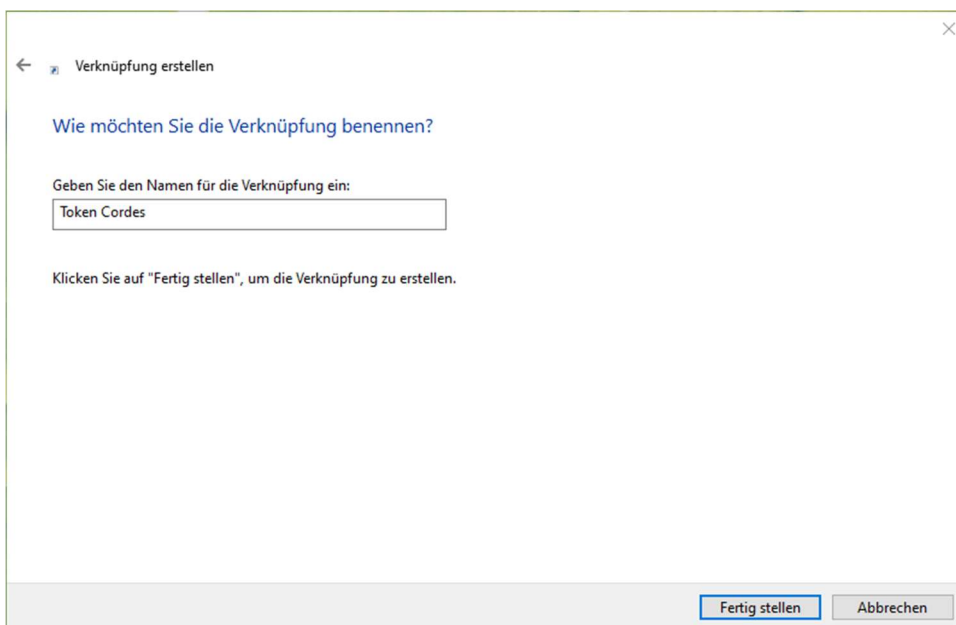 Verknüpfung erstellen
Wie möchten Sie die Verknüpfung benennen?
Geben Sie den Namen für die Verknüpfung ein:
Token Cordes
Klicken Sie auf "Fertig stellen", um die Verknüpfung zu erstellen.
Fertig stellen Abbrechen